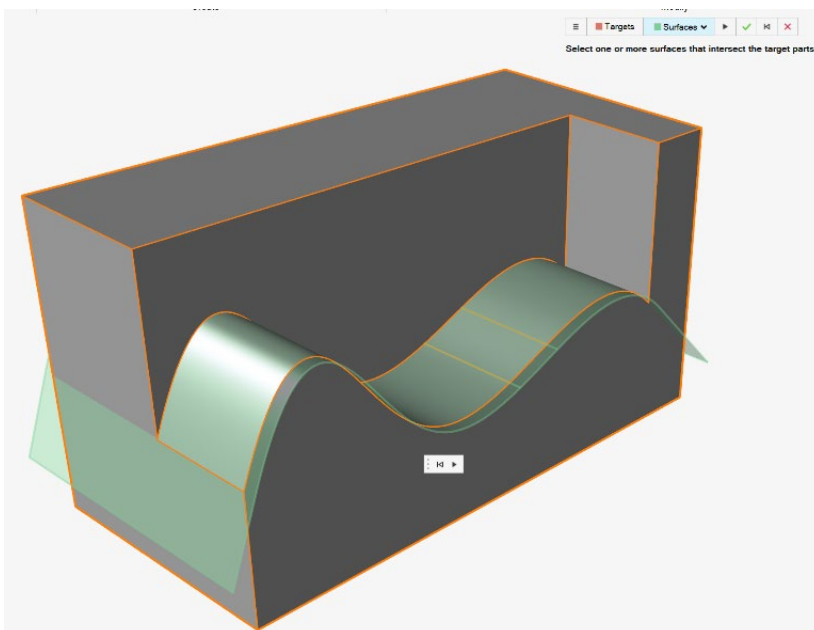 Targets Surfaces
Select one or more surfaces that intersect the target parts